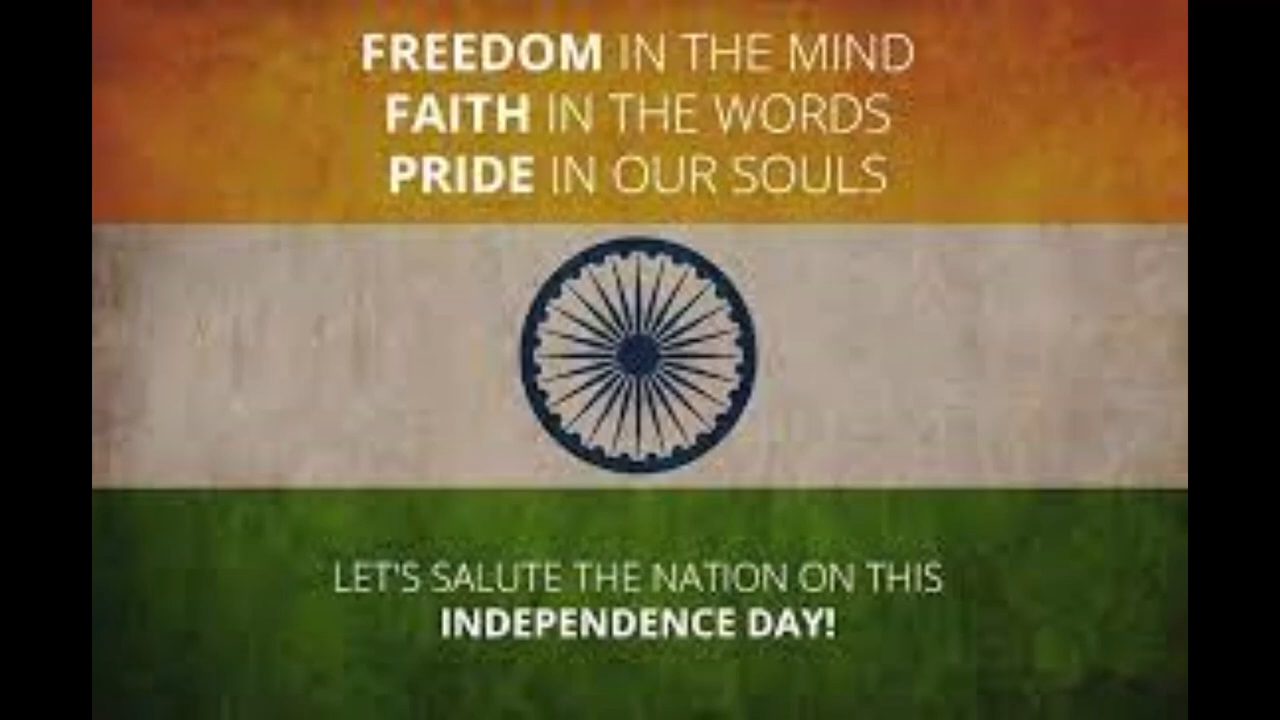 FREEDOM IN THE MIND
FAITH IN THE WORDS
PRIDE IN OUR SOULS
LET'S SALUTE THE NATION ON THIS
INDEPENDENCE DAY!